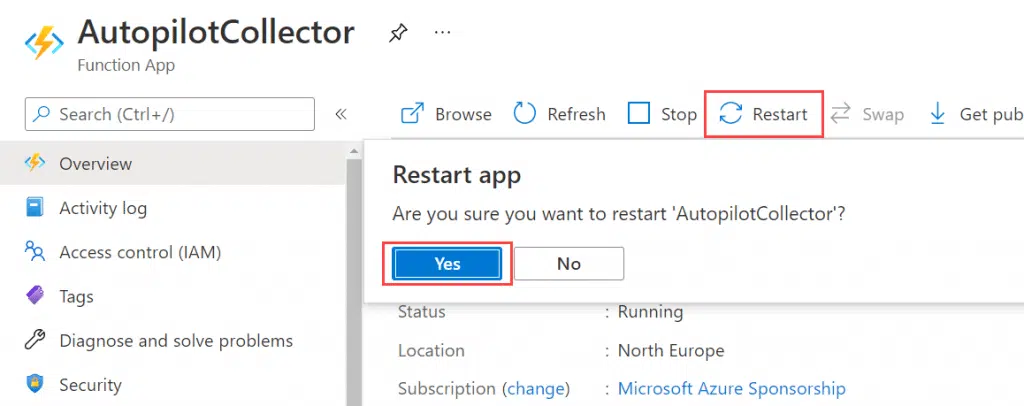 AutopilotCollector ...
Function App
Search (Ctrl+/) «
Browse Refresh Stop Restart Swap Get pub
Overview
Activity log
Access control (IAM)
Tags
Diagnose and solve problems
Security
Restart app
Are you sure you want to restart 'AutopilotCollector'?
Yes No
Status : Running
Location : North Europe
Subscription (change) : Microsoft Azure Sponsorship